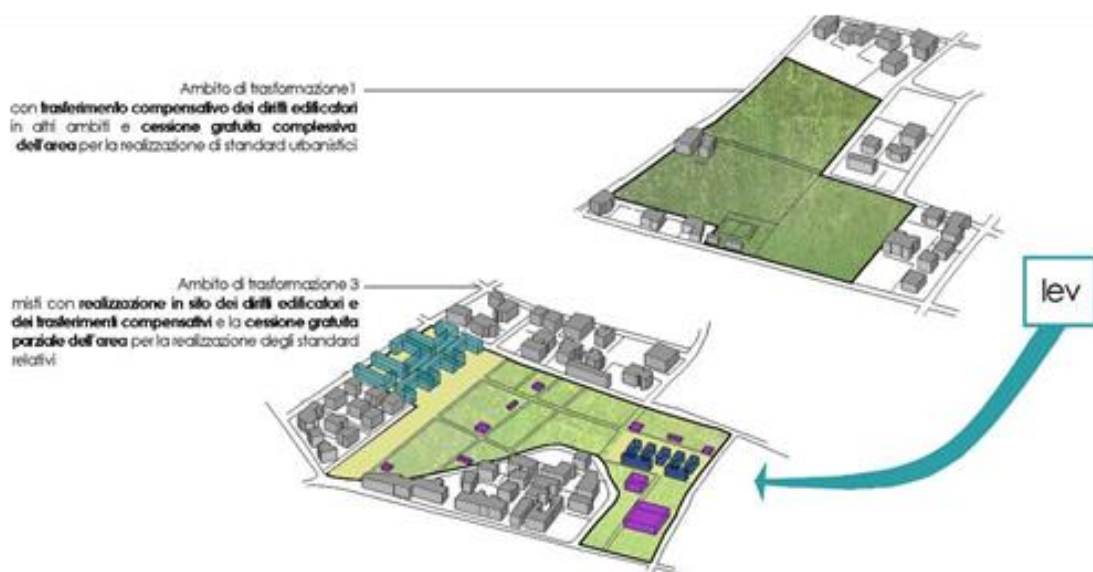 Ambito di trasformazione1
con trasferimento compensativo dei diritti edificatori
in altri ambiti e cessione gratuita complessiva
dell'area per la realizzazione di standard urbanistici
Ambito di trasformazione 3
misti con realizzazione in sito dei diritti edificatori e
dei trasferimenti compensativi e la cessione gratuita
parziale dell'area per la realizzazione degli standard
relativi
lev